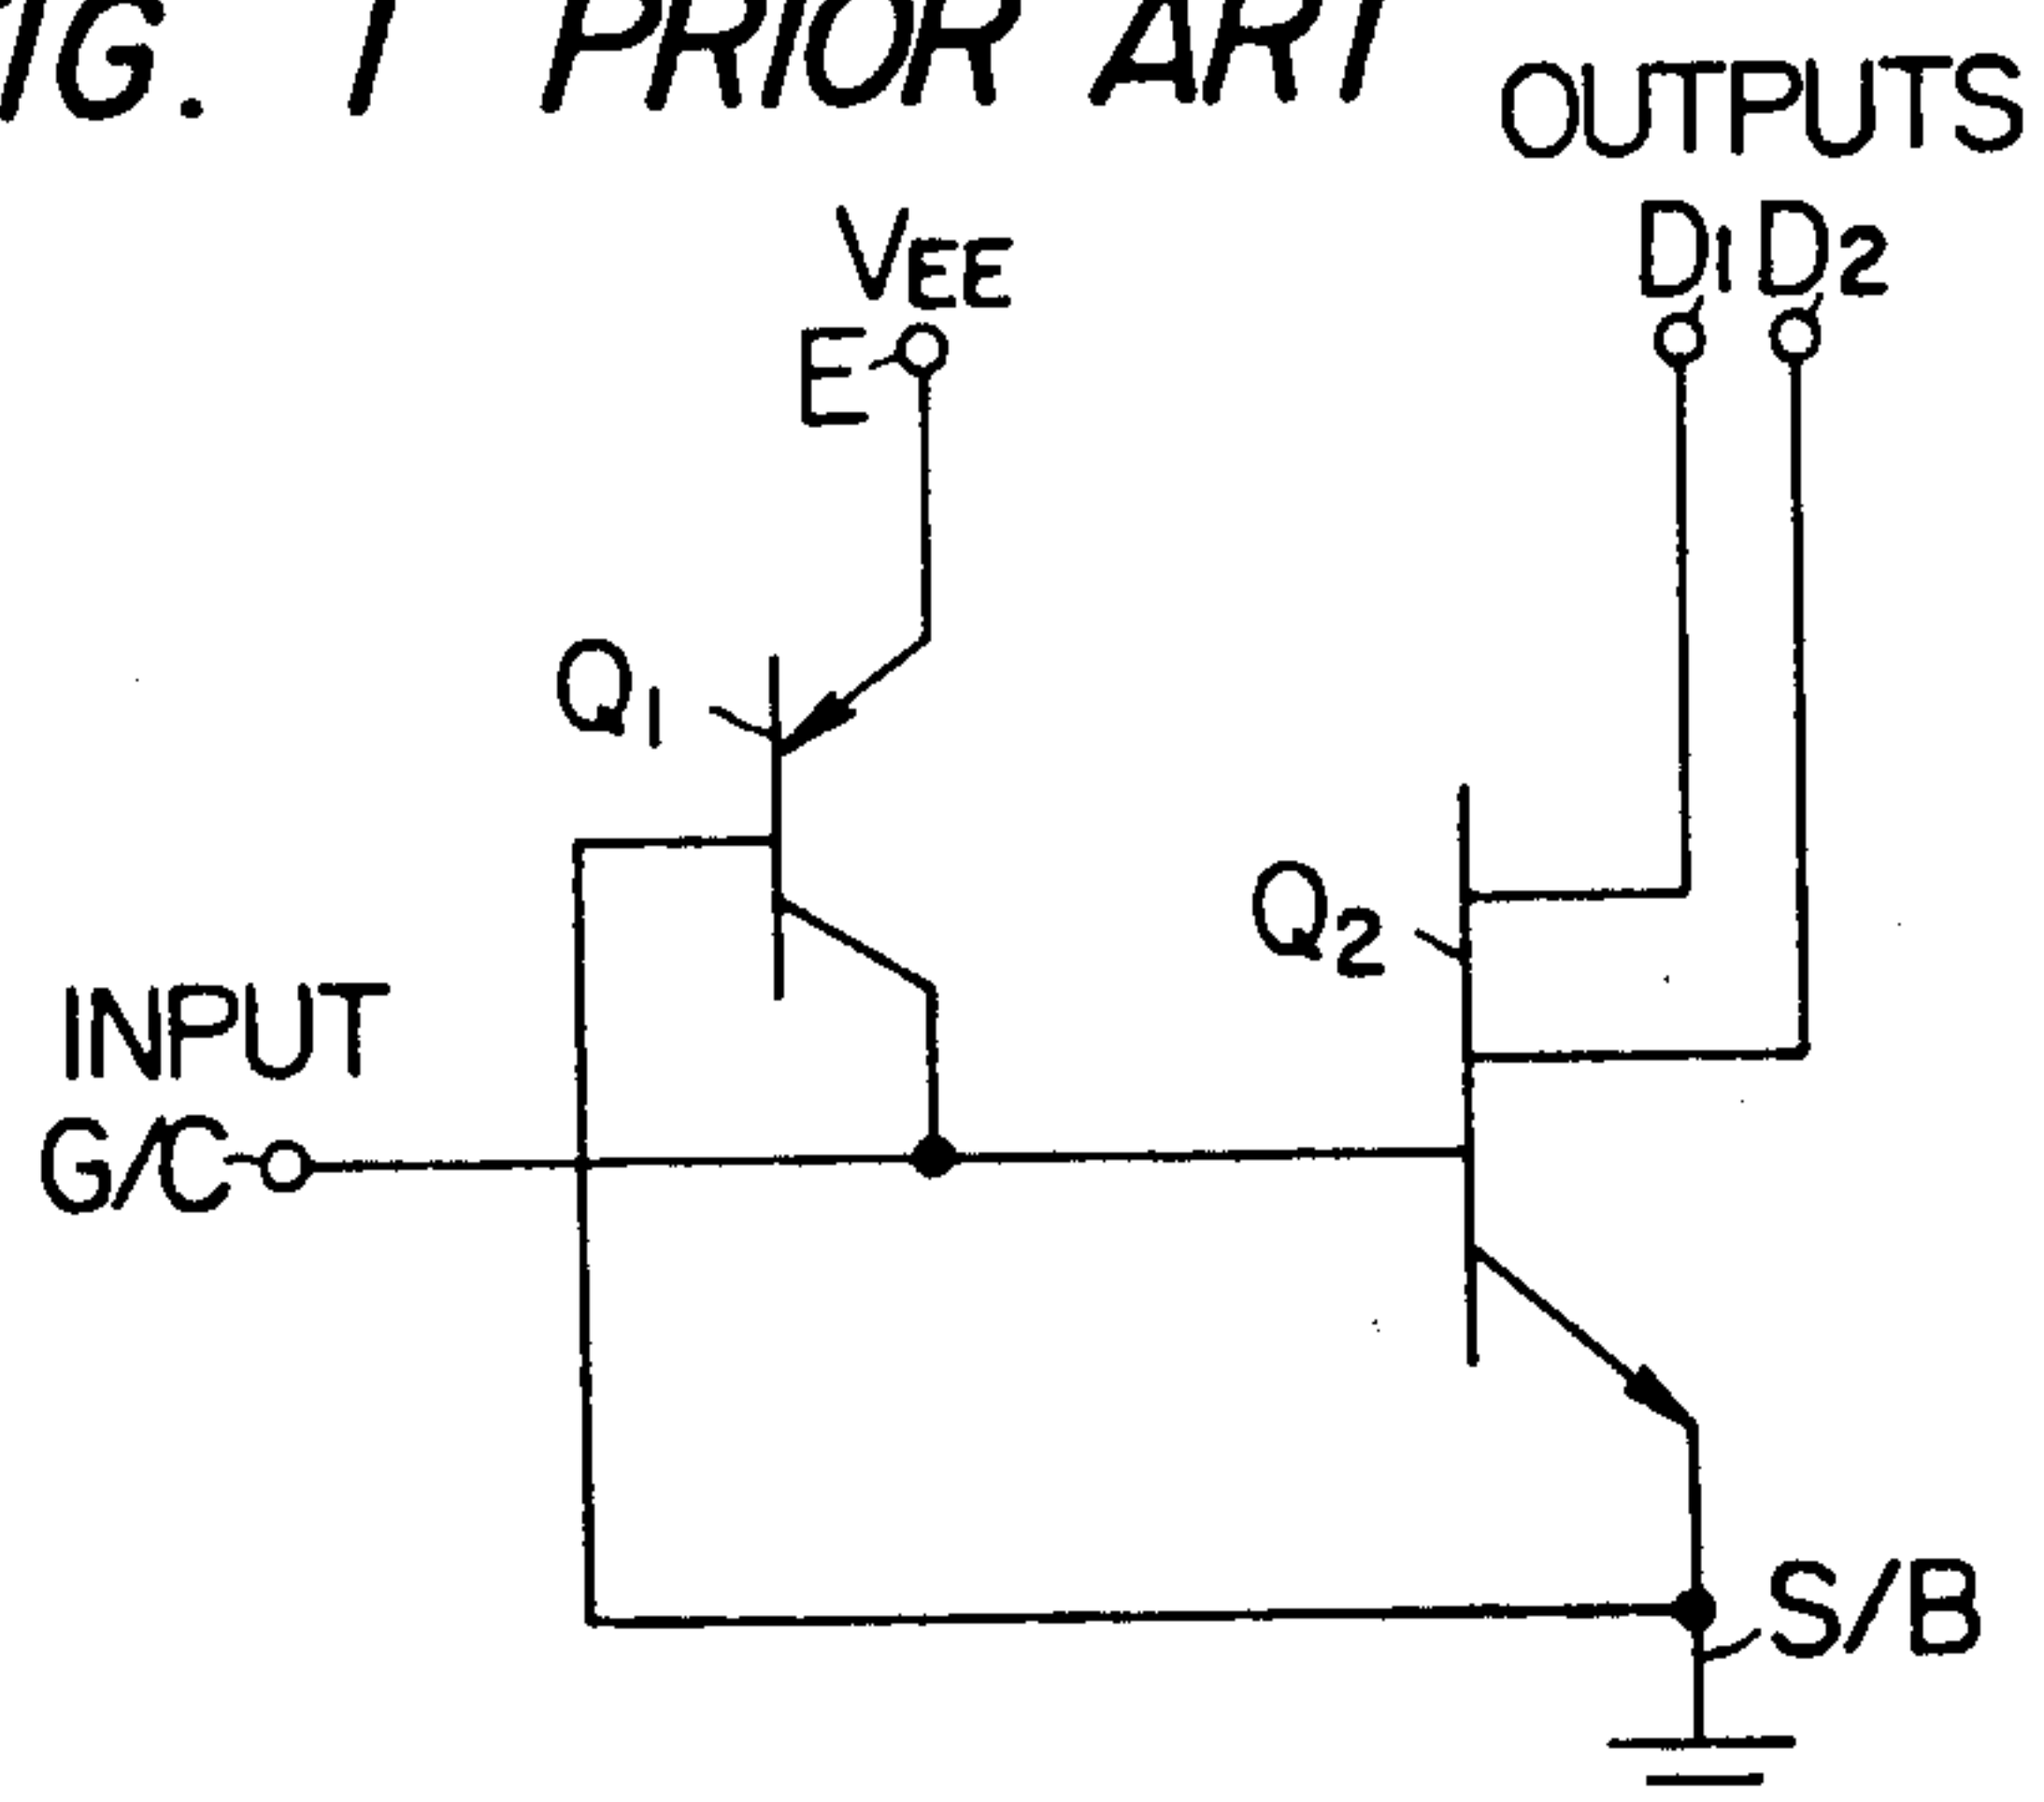 FIG. 1 PRIOR ART
OUTPUTS
D1 D2
VEE
E
Q1
Q2
INPUT
G/C
S/B